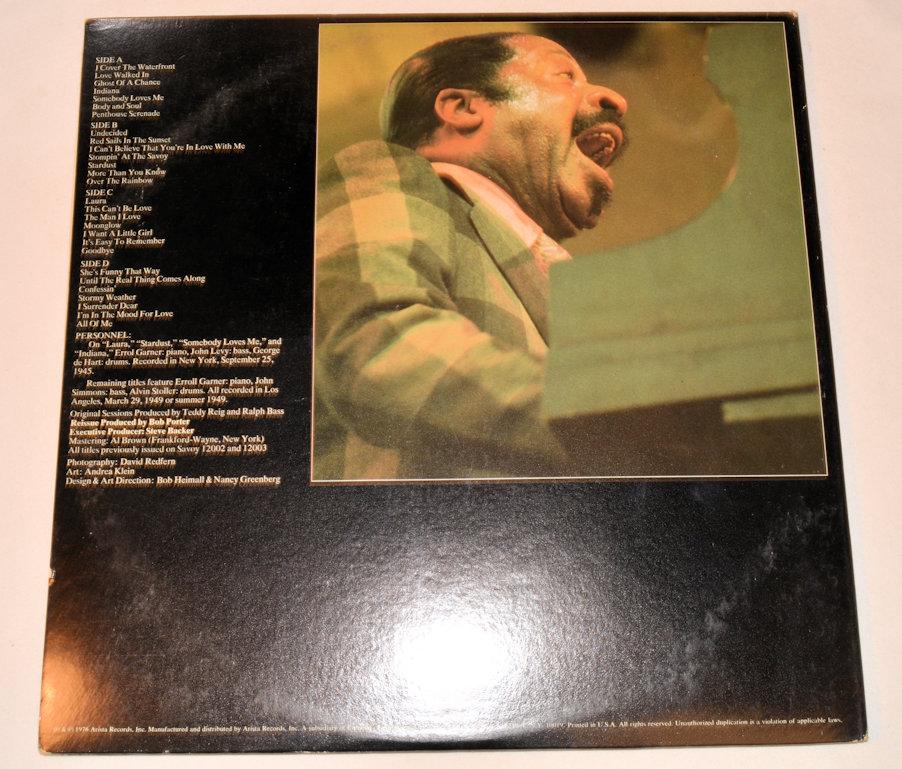 SIDE A
I Cover The Waterfront
Love Walked In
Ghost Of A Chance
Indiana
Somebody Loves Me
Body and Soul
Penthouse Serenade
SIDE B
Undecided
Red Sails In The Sunset
I Can't Believe That You're In Love With Me
Stompin' At The Savoy
Stardust
More Than You Know
Over The Rainbow
SIDE C
Laura
This Can't Be Love
The Man I Love
Moonglow
I Want A Little Girl
It's Easy To Remember
Goodbye
SIDE D
She's Funny That Way
Until The Real Thing Comes Along
Confessin'
Stormy Weather
I Surrender Dear
I'm In The Mood For Love
All Of Me
PERSONNEL:
On "Laura," "Stardust," "Somebody Loves Me," and
"Indiana," Errol Garner: piano, John Levy: bass, George
de Hart: drums. Recorded in New York, September 25,
1945.
Remaining titles feature Erroll Garner: piano, John
Simmons: bass, Alvin Stoller: drums. All recorded in Los
Angeles, March 29, 1949 or summer 1949.
Original Sessions Produced by Teddy Reig and Ralph Bass
Reissue Produced by Bob Porter
Executive Producer: Steve Backer
Mastering: Al Brown (Frankford-Wayne, New York)
All titles previously issued on Savoy 12002 and 12003
Photography: David Redfern
Art: Andrea Klein
Design & Art Direction: Bob Heimall & Nancy Greenberg
1976 Arista Records, Inc. Manufactured and distributed by Arista Records, Inc. A subsidiary of Printed in U.S.A. All rights reserved. Unauthorized duplication is a violation of applicable laws.